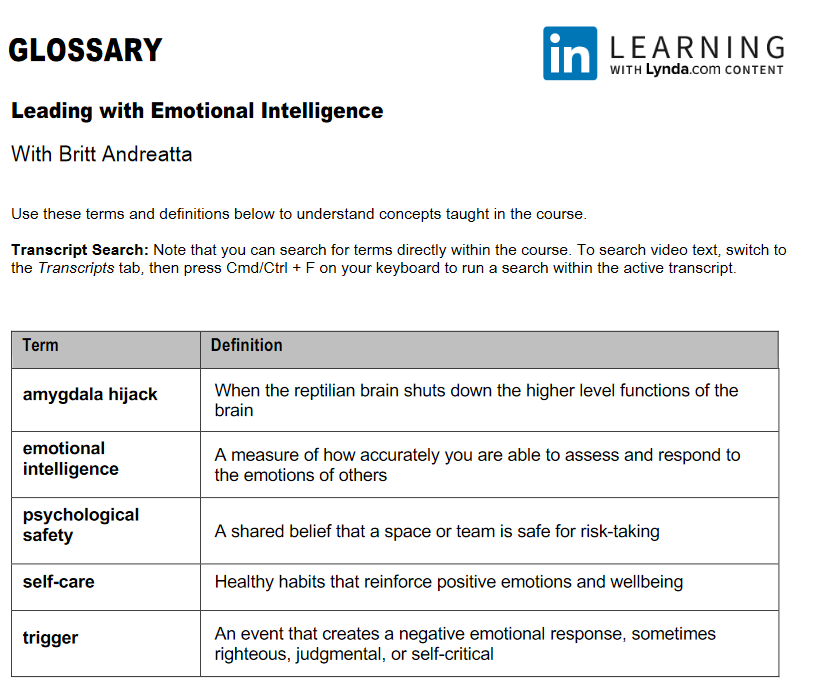 GLOSSARY
in LEARNING
WITH Lynda.com CONTENT
Leading with Emotional Intelligence
With Britt Andreatta
Use these terms and definitions below to understand concepts taught in the course.
Transcript Search: Note that you can search for terms directly within the course. To search video text, switch to
the Transcripts tab, then press Cmd/Ctrl + F on your keyboard to run a search within the active transcript.
Term Definition
amygdala hijack
When the reptilian brain shuts down the higher level functions of the
brain
emotional
intelligence
A measure of how accurately you are able to assess and respond to
the emotions of others
psychological
safety
A shared belief that a space or team is safe for risk-taking
self-care
Healthy habits that reinforce positive emotions and wellbeing
trigger
An event that creates a negative emotional response, sometimes
righteous, judgmental, or self-critical